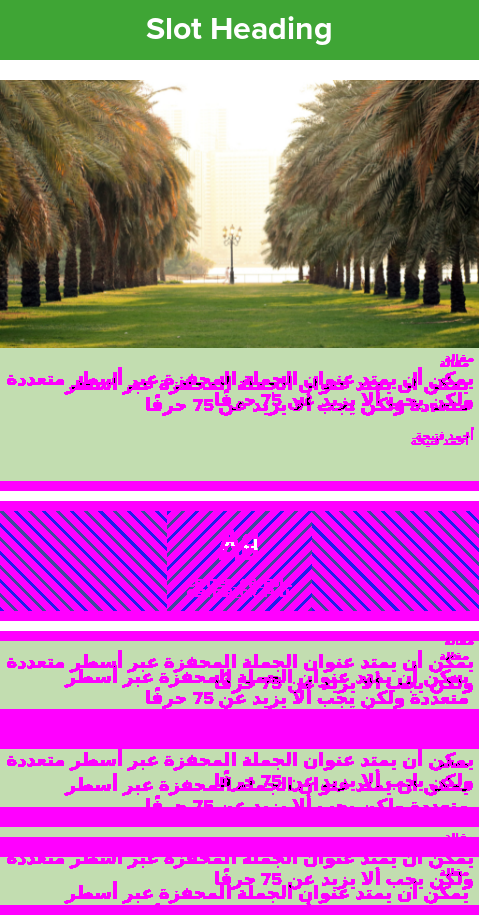 Slot Heading
مقالة
مقالة
يمكن أن يمتد عنوان الجملة المحفزة عبر أسطر متعددة
يمكن أن يمتد عنوان الجملة المحفزة عبر أسطر
ولكن يجب ألا يزيد عن 75 حرفًا
متعددة ولكن يجب ألا يزيد عن 75 حرفًا
أحمد فتيحة
أحمد فتيحة
مقالة
يمكن أن يمتد عنوان الجملة المحفزة عبر أسطر متعددة
يمكن أن يمتد عنوان الجملة المحفزة عبر أسطر
ولكن يجب ألا يزيد عن 75 حرفًا
متعددة ولكن يجب ألا يزيد عن 75 حرفًا
يمكن أن يمتد عنوان الجملة المحفزة عبر أسطر متعددة
ولكن يجب ألا يزيد عن 75 حرفًا
يمكن أن يمتد عنوان الجملة المحفزة عبر أسطر
متعددة ولكن يجب ألا يزيد عن 75 حرفًا
يمكن أن يمتد عنوان الجملة المحفزة عبر أسطر متعددة
مقالة
ولكن يجب ألا يزيد عن 75 حرفًا
يمكن أن يمتد عنوان الجملة المحفزة عبر أسطر